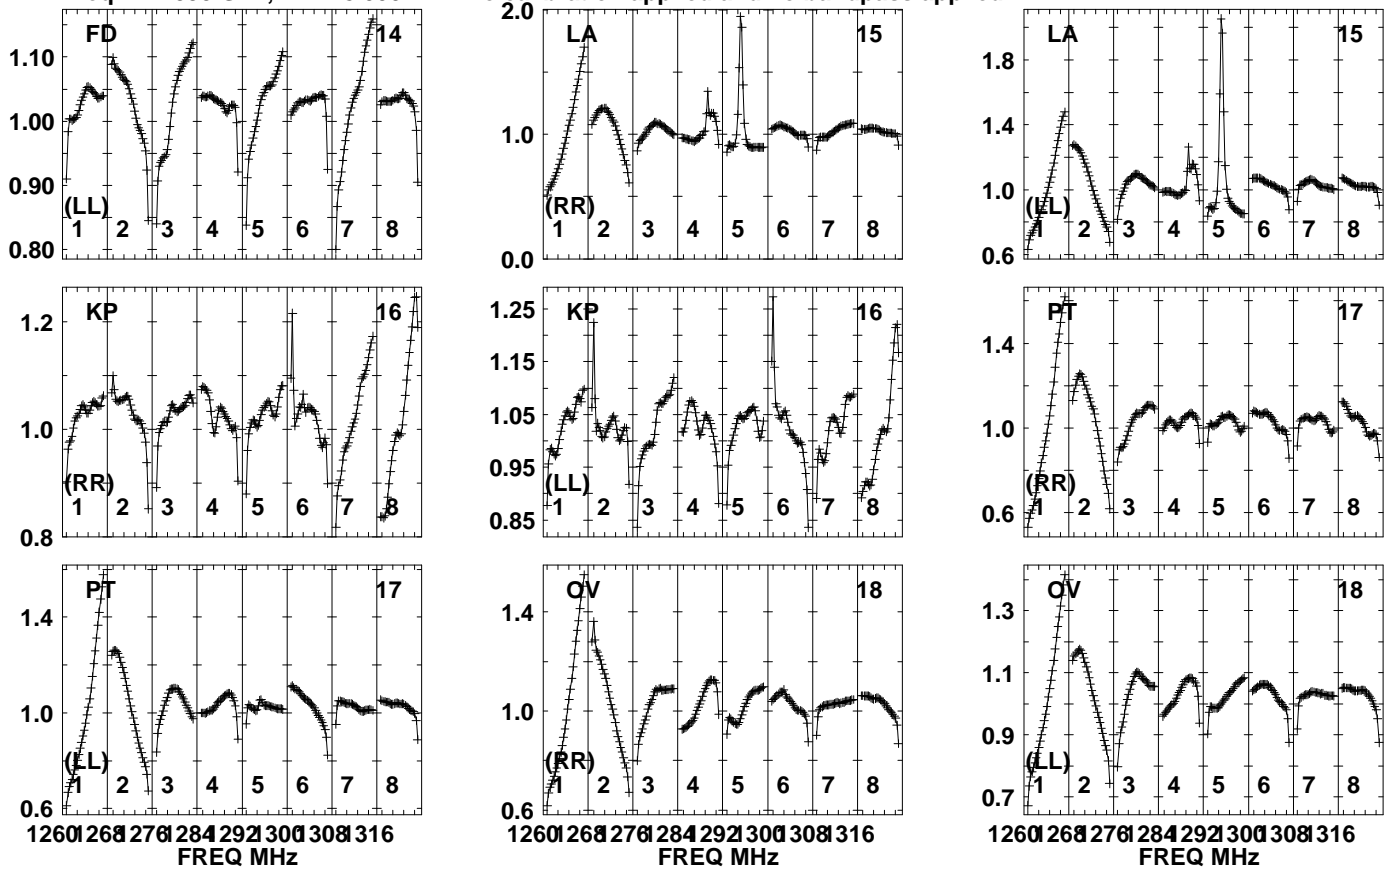 FD 14
1.10
1.00
0.90
0.80
(LL)
1 2 3 4 5 6 7 8
LA 15
2.0
1.0
0.0
(RR)
1 2 3 4 5 6 7 8
LA 15
1.8
1.4
1.0
0.6
(LL)
1 2 3 4 5 6 7 8
KP 16
1.2
1.0
0.8
(RR)
1 2 3 4 5 6 7 8
KP 16
1.25
1.15
1.05
0.95
0.85
(LL)
1 2 3 4 5 6 7 8
PT 17
1.4
1.0
0.6
(RR)
1 2 3 4 5 6 7 8
PT 17
1.4
1.0
0.6
(LL)
1 2 3 4 5 6 7 8
1260 1268 1276 1284 1292 1300 1308 1316
FREQ MHz
OV 18
1.4
1.0
0.6
(RR)
1 2 3 4 5 6 7 8
1260 1268 1276 1284 1292 1300 1308 1316
FREQ MHz
OV 18
1.3
1.1
0.9
0.7
(LL)
1 2 3 4 5 6 7 8
1260 1268 1276 1284 1292 1300 1308 1316
FREQ MHz